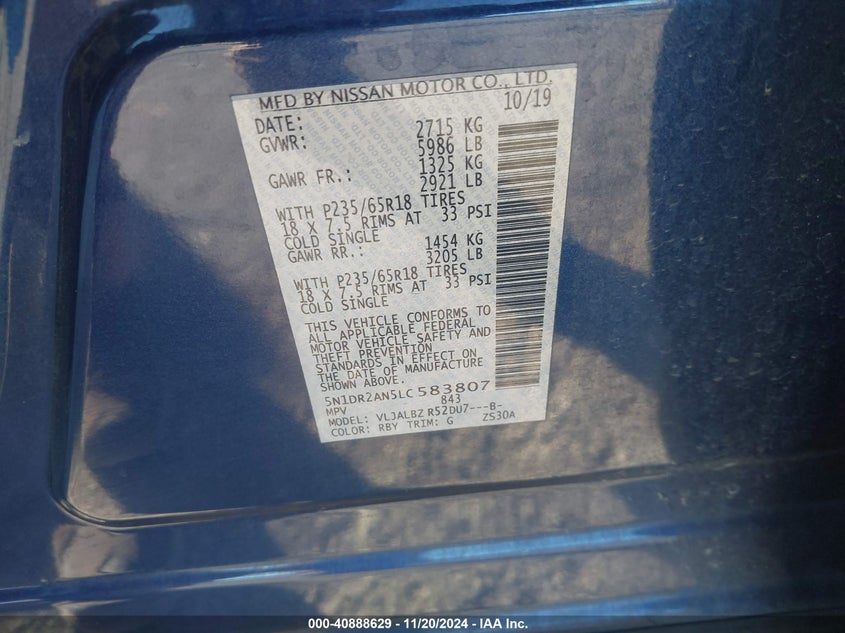 MFD BY NISSAN MOTOR CO., LTD.
DATE: 10/19
GVWR: 2715 KG
5986 LB
GAWR FR.: 1325 KG
2921 LB
WITH P235/65R18 TIRES
18 X 7.5 RIMS AT 33 PSI
COLD SINGLE
GAWR RR.: 1454 KG
3205 LB
WITH P235/65R18 TIRES
18 X 7.5 RIMS AT 33 PSI
COLD SINGLE
THIS VEHICLE CONFORMS TO
ALL APPLICABLE FEDERAL
MOTOR VEHICLE SAFETY AND
THEFT PREVENTION
STANDARDS IN EFFECT ON
THE DATE OF MANUFACTURE
SHOWN ABOVE.
5N1DR2AN5LC583807
MPV 843
MODEL: VLJALBZ R52DU7---B-
COLOR: RBY TRIM: G ZS30A
000-40888629 - 11/20/2024 - IAA Inc.